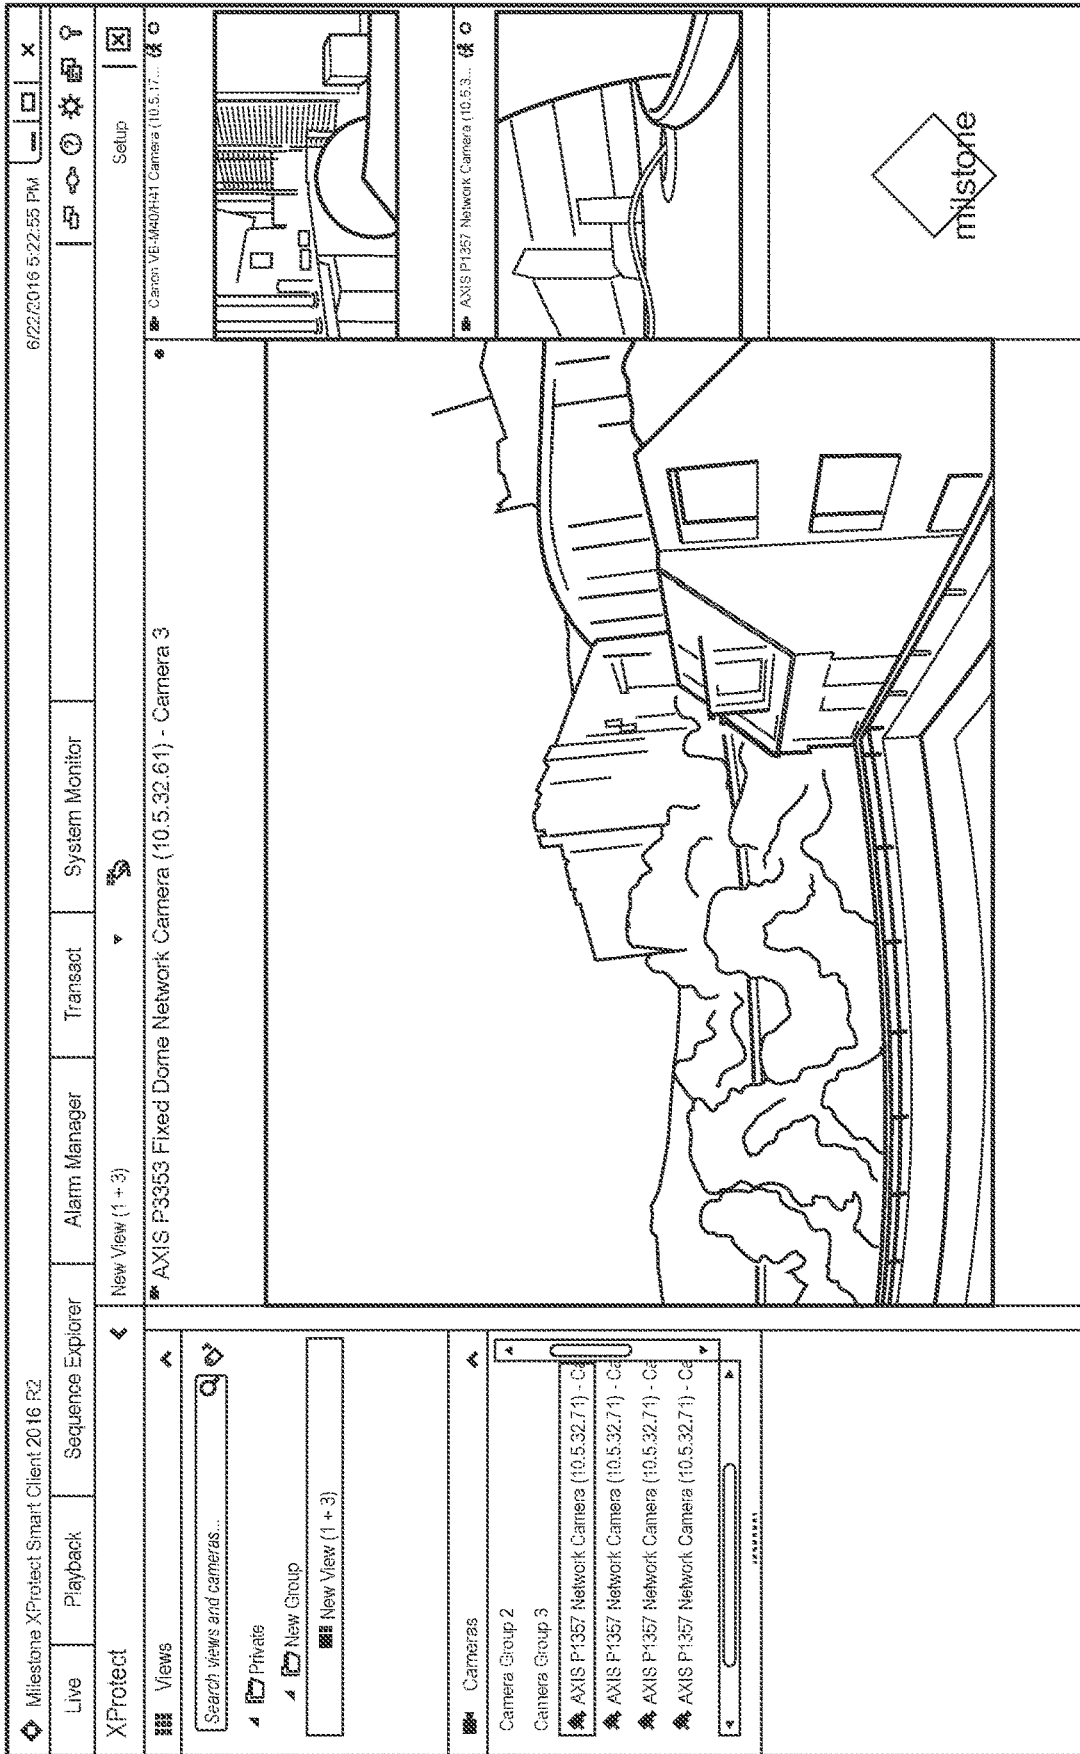 Milestone XProtect Smart Client 2016 R2
6/22/2016 5:22:55 PM
Live
Playback
Sequence Explorer
Alarm Manager
Transact
System Monitor
XProtect
New View (1 + 3)
Setup
Views
Search views and cameras...
Private
New Group
New View (1 + 3)
Cameras
Camera Group 2
Camera Group 3
AXIS P1357 Network Camera (10.5.32.71) - Ca
AXIS P1357 Network Camera (10.5.32.71) - Ca
AXIS P1357 Network Camera (10.5.32.71) - Ca
AXIS P1357 Network Camera (10.5.32.71) - Ca
AXIS P3353 Fixed Dome Network Camera (10.5.32.61) - Camera 3
Canon VB-M40/H41 Camera (10.5.17...
AXIS P1357 Network Camera (10.5.3...
milstone